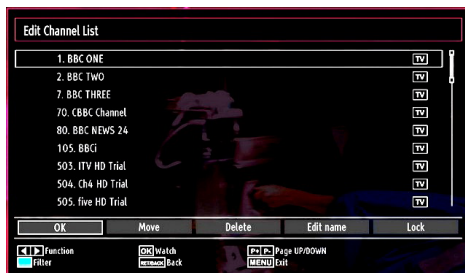 Edit Channel List
1. BBC ONE TV
2. BBC TWO TV
7. BBC THREE TV
70. CBBC Channel TV
80. BBC NEWS 24 TV
105. BBCi TV
503. ITV HD Trial TV
504. Ch4 HD Trial TV
505. five HD Trial TV
OK Move Delete Edit name Lock
Function OK Watch P+ P- Page UP/DOWN
Filter RET/BACK Back MENU Exit